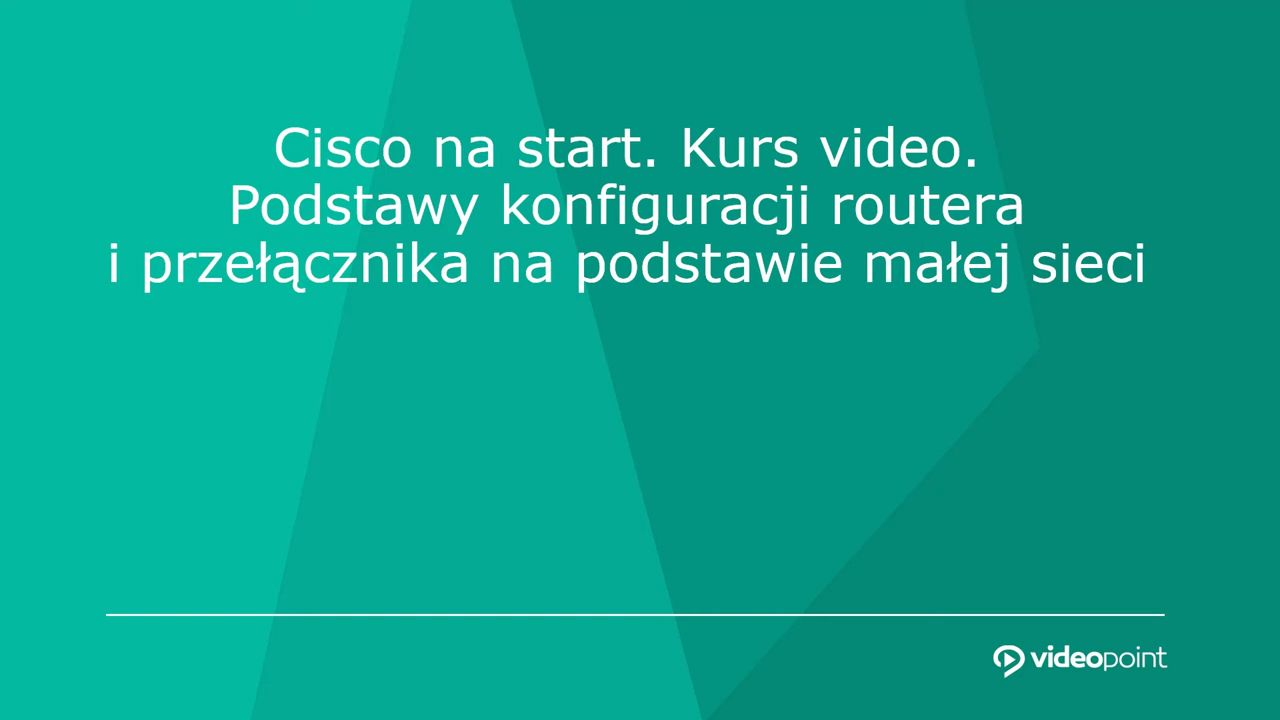 Cisco na start. Kurs video.
Podstawy konfiguracji routera
i przełącznika na podstawie małej sieci
videopoint